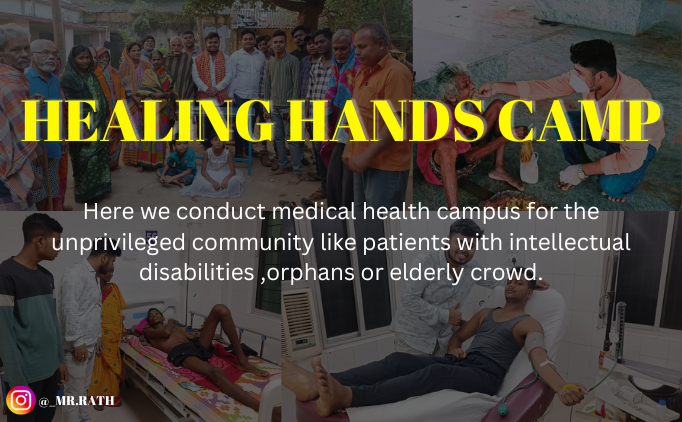 HEALING HANDS CAMP
Here we conduct medical health campus for the
unprivileged community like patients with intellectual
disabilities ,orphans or elderly crowd.
@_MR.RATH